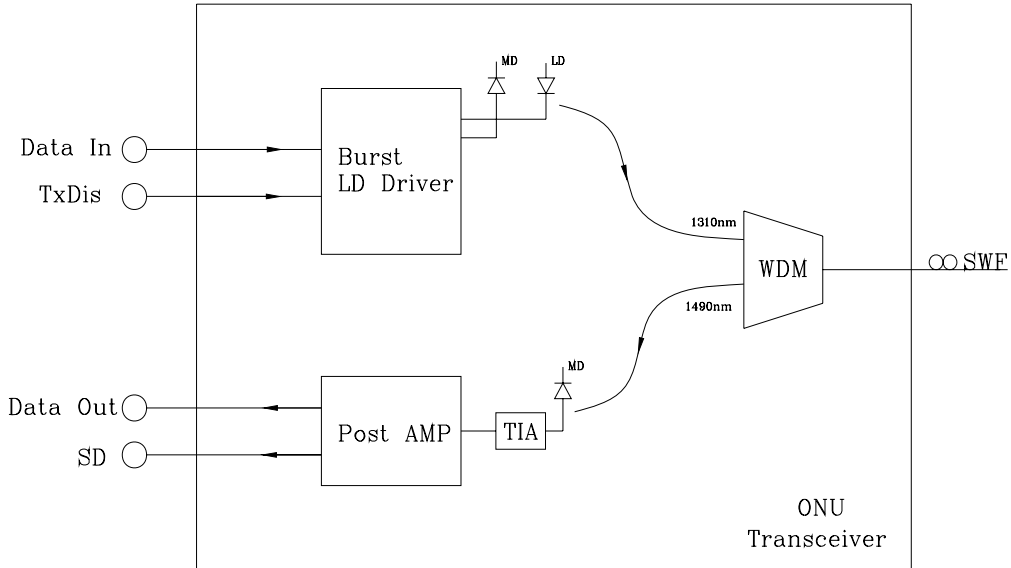 MD
LD
Data In
TxDis
Burst
LD Driver
1310nm
WDM
SWF
1490nm
MD
Data Out
SD
Post AMP
TIA
ONU
Transceiver